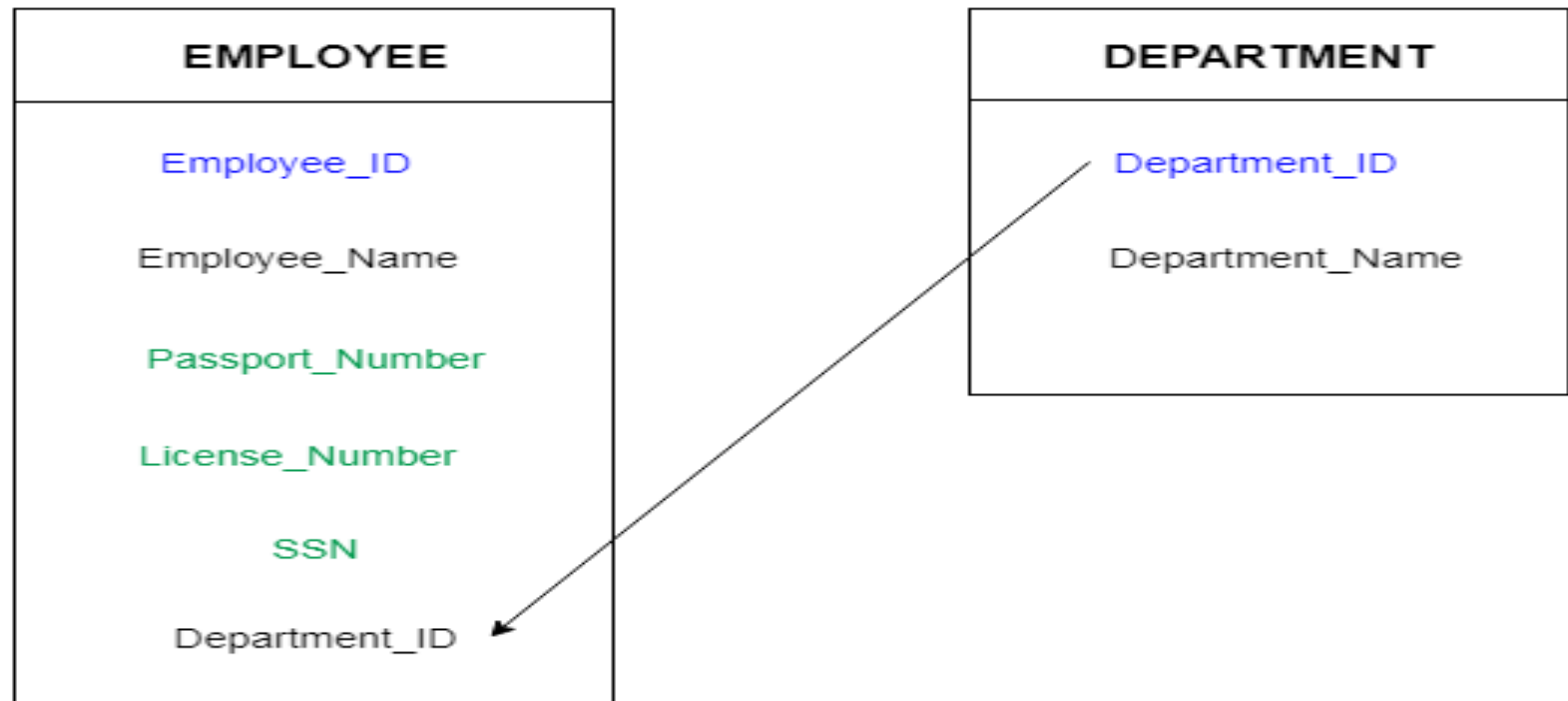 EMPLOYEE
Employee_ID
Employee_Name
Passport_Number
License_Number
SSN
Department_ID
DEPARTMENT
Department_ID
Department_Name